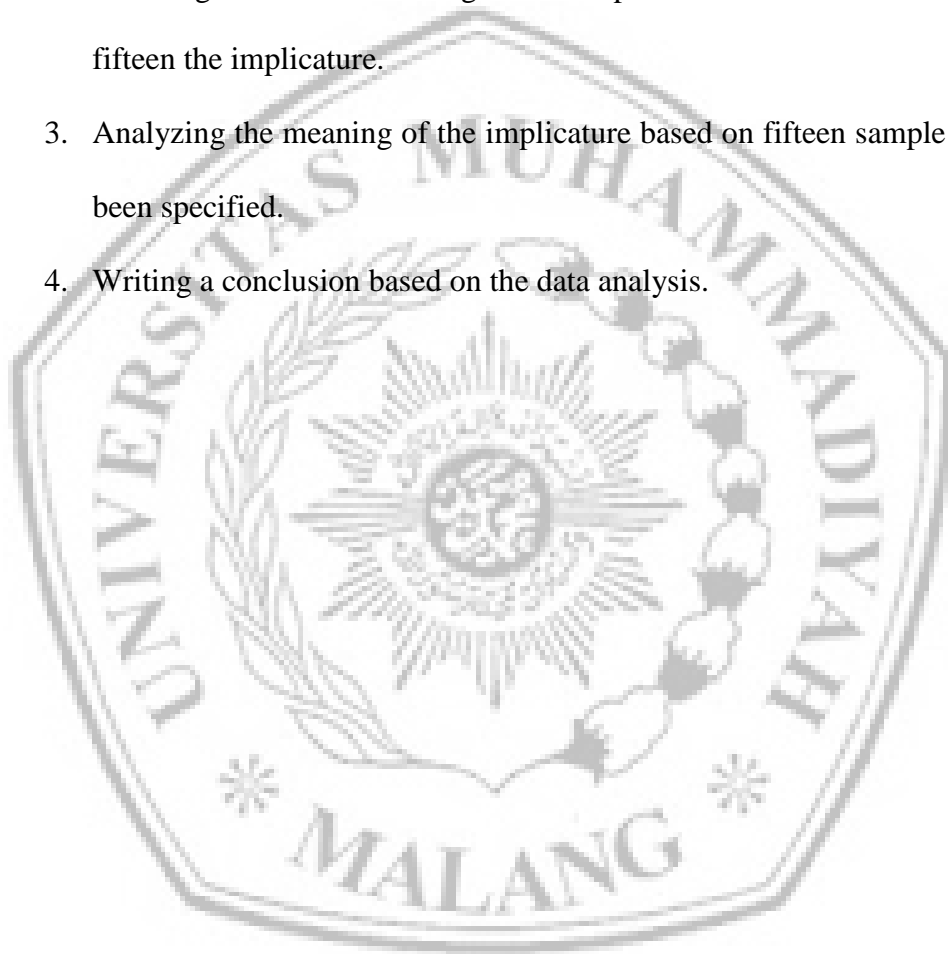 fifteen the implicature.
3. Analyzing the meaning of the implicature based on fifteen sample
been specified.
4. Writing a conclusion based on the data analysis.
UNIVERSITAS MUHAMMADIYAH
MALANG